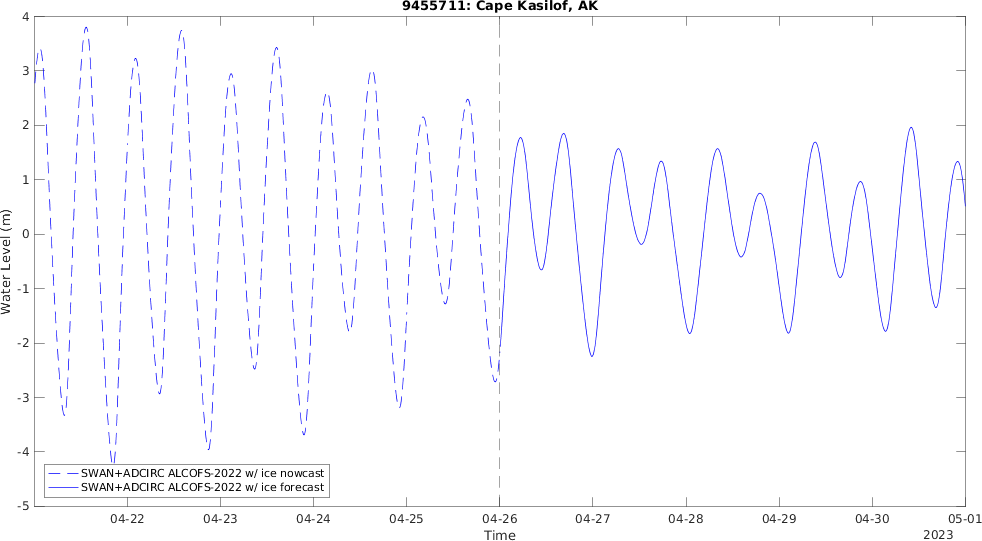 9455711: Cape Kasilof, AK
4
3
2
1
0
-1
-2
-3
-4
-5
Water Level (m)
SWAN+ADCIRC ALCOFS-2022 w/ ice nowcast
SWAN+ADCIRC ALCOFS-2022 w/ ice forecast
04-22 04-23 04-24 04-25 04-26 04-27 04-28 04-29 04-30 05-01
Time
2023